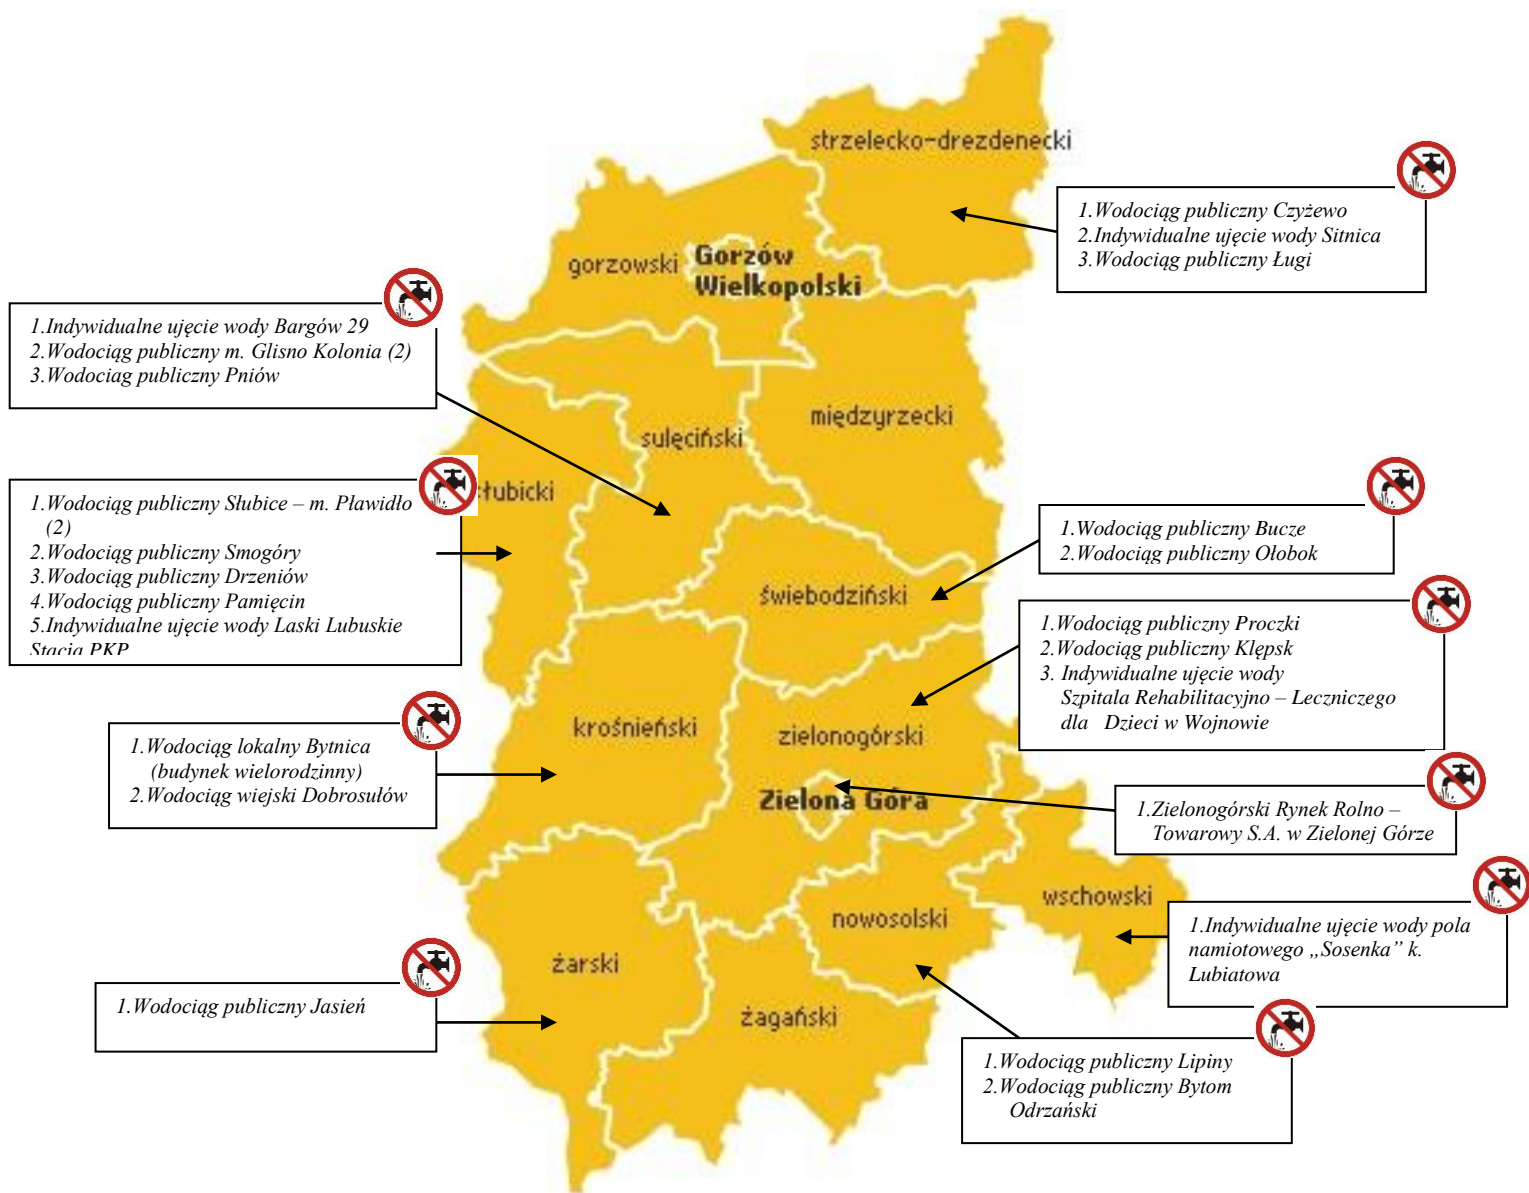 strzelecko-drezdenecki
1.Wodociąg publiczny Czyżewo
2.Indywidualne ujęcie wody Sitnica
3.Wodociąg publiczny Ługi
gorzowski
Gorzów
Wielkopolski
1.Indywidualne ujęcie wody Bargów 29
2.Wodociąg publiczny m. Glisno Kolonia (2)
3.Wodociąg publiczny Pniów
międzyrzecki
sulęciński
słubicki
1.Wodociąg publiczny Słubice – m. Pławidło
(2)
2.Wodociąg publiczny Smogóry
3.Wodociąg publiczny Drzeniów
4.Wodociąg publiczny Pamięcin
5.Indywidualne ujęcie wody Laski Lubuskie
Stacja PKP
1.Wodociąg publiczny Bucze
2.Wodociąg publiczny Ołobok
świebodziński
1.Wodociąg publiczny Proczki
2.Wodociąg publiczny Klępsk
3. Indywidualne ujęcie wody
Szpitala Rehabilitacyjno – Leczniczego
dla Dzieci w Wojnowie
krośnieński
zielonogórski
1.Wodociąg lokalny Bytnica
(budynek wielorodzinny)
2.Wodociąg wiejski Dobrosułów
Zielona Góra
1.Zielonogórski Rynek Rolno –
Towarowy S.A. w Zielonej Górze
wschowski
nowosolski
1.Indywidualne ujęcie wody pola
namiotowego „Sosenka” k.
Lubiatowa
żarski
1.Wodociąg publiczny Jasień
żagański
1.Wodociąg publiczny Lipiny
2.Wodociąg publiczny Bytom
Odrzański